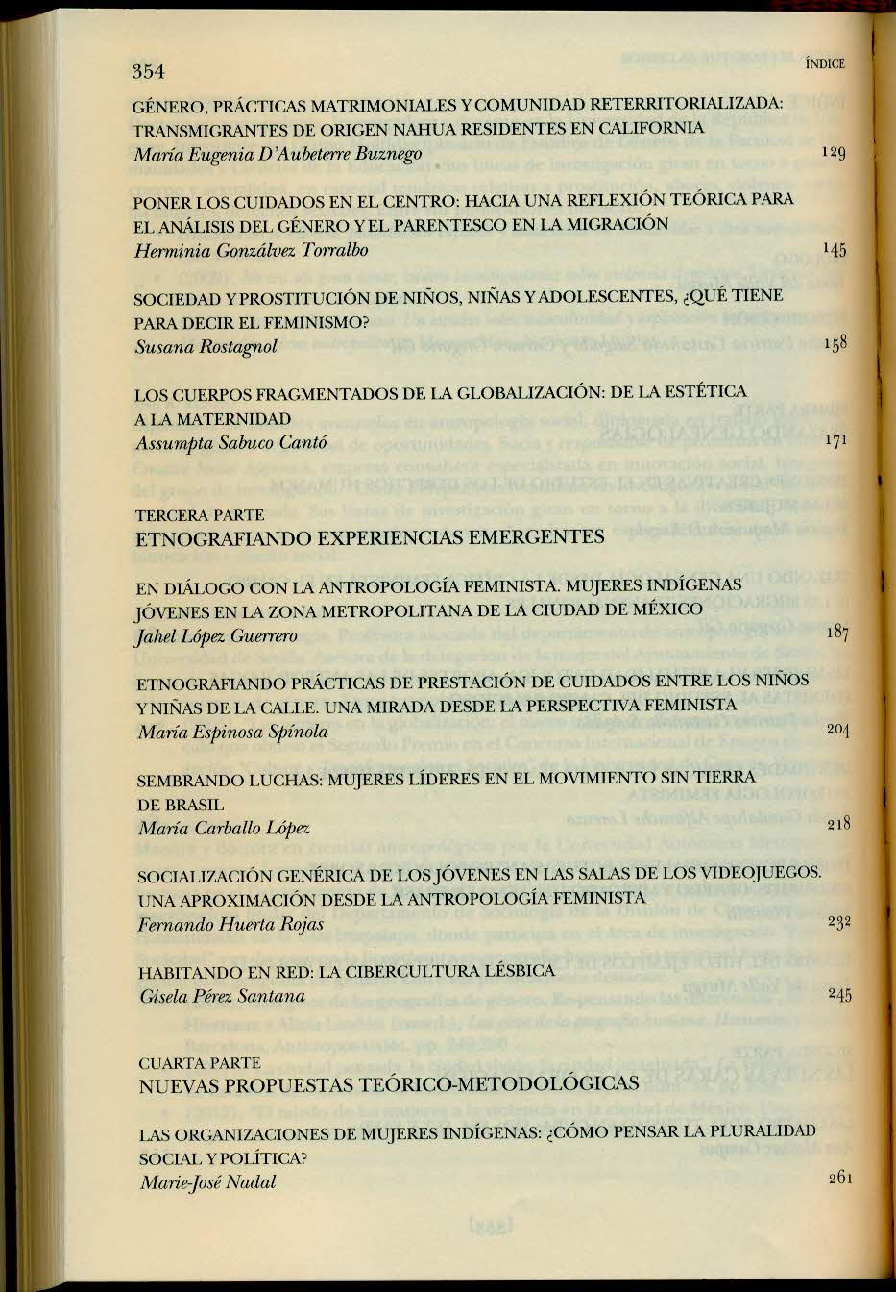 354
ÍNDICE
GÉNERO, PRÁCTICAS MATRIMONIALES Y COMUNIDAD RETERRITORIALIZADA:
TRANSMIGRANTES DE ORIGEN NAHUA RESIDENTES EN CALIFORNIA
María Eugenia D'Aubeterre Buznego 129
PONER LOS CUIDADOS EN EL CENTRO: HACIA UNA REFLEXIÓN TEÓRICA PARA
EL ANÁLISIS DEL GÉNERO Y EL PARENTESCO EN LA MIGRACIÓN
Herminia Gonzálvez Torralbo 145
SOCIEDAD Y PROSTITUCIÓN DE NIÑOS, NIÑAS Y ADOLESCENTES, ¿QUÉ TIENE
PARA DECIR EL FEMINISMO?
Susana Rostagnol 158
LOS CUERPOS FRAGMENTADOS DE LA GLOBALIZACIÓN: DE LA ESTÉTICA
A LA MATERNIDAD
Assumpta Sabuco Cantó 171
TERCERA PARTE
ETNOGRAFIANDO EXPERIENCIAS EMERGENTES
EN DIÁLOGO CON LA ANTROPOLOGÍA FEMINISTA. MUJERES INDÍGENAS
JÓVENES EN LA ZONA METROPOLITANA DE LA CIUDAD DE MÉXICO
Jahel López Guerrero 187
ETNOGRAFIANDO PRÁCTICAS DE PRESTACIÓN DE CUIDADOS ENTRE LOS NIÑOS
Y NIÑAS DE LA CALLE. UNA MIRADA DESDE LA PERSPECTIVA FEMINISTA
María Espinosa Spínola 204
SEMBRANDO LUCHAS: MUJERES LÍDERES EN EL MOVIMIENTO SIN TIERRA
DE BRASIL
María Carballo López 218
SOCIALIZACIÓN GENÉRICA DE LOS JÓVENES EN LAS SALAS DE LOS VIDEOJUEGOS.
UNA APROXIMACIÓN DESDE LA ANTROPOLOGÍA FEMINISTA
Fernando Huerta Rojas 232
HABITANDO EN RED: LA CIBERCULTURA LÉSBICA
Gisela Pérez Santana 245
CUARTA PARTE
NUEVAS PROPUESTAS TEÓRICO-METODOLÓGICAS
LAS ORGANIZACIONES DE MUJERES INDÍGENAS: ¿CÓMO PENSAR LA PLURALIDAD
SOCIAL Y POLÍTICA?
Marie-José Nadal 261